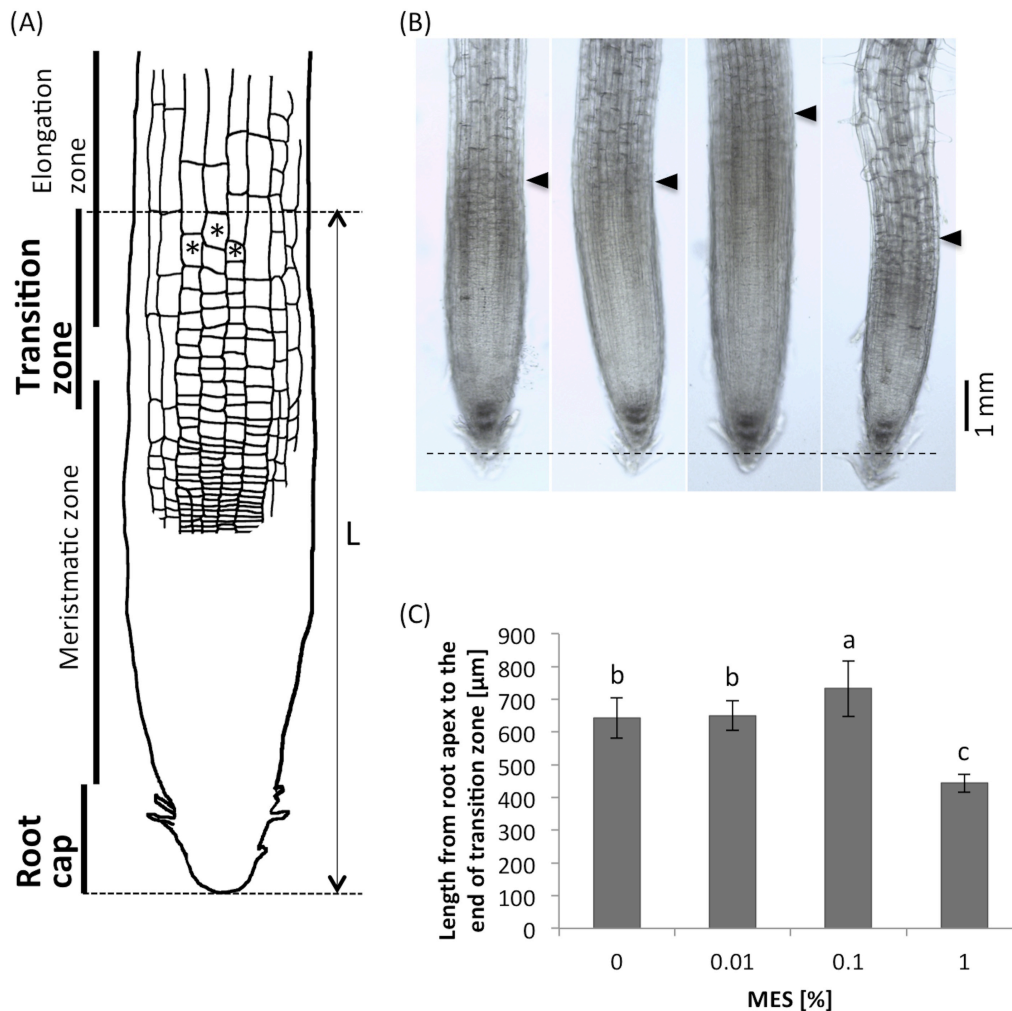 (A)
Elongation
zone
Transition
zone
*
*
*
Meristmatic zone
L
Root
cap
(B)
1 mm
(C)
Length from root apex to the
end of transition zone [µm]
900
800
700
600
500
400
300
200
100
0
b
b
a
c
0
0.01
0.1
1
MES [%]